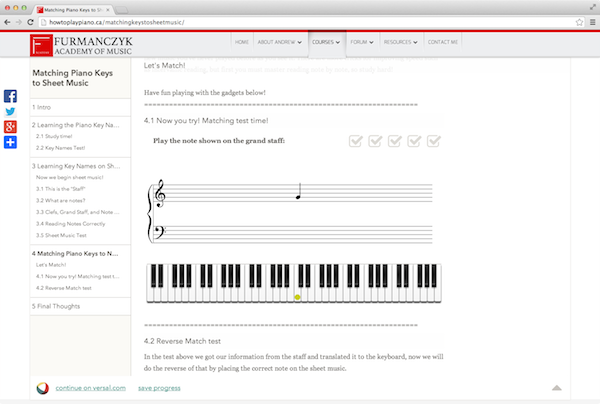 Matching Piano Keys to She
howtoplaypiano.ca/matchingkeystosheetmusic/
FURMANCZYK
ACADEMY OF MUSIC
HOME
ABOUT ANDREW
COURSES
FORUM
RESOURCES
CONTACT ME
Matching Piano Keys
to Sheet Music
1 Intro
2 Learning the Piano Key Na...
2.1 Study time!
2.2 Key Names Test!
3 Learning Key Names on Sh...
Now we begin sheet music!
3.1 This is the "Staff"
3.2 What are notes?
3.3 Clefs, Grand Staff, and Note ...
3.4 Reading Notes Correctly
3.5 Sheet Music Test
4 Matching Piano Keys to N...
Let's Match!
4.1 Now you try! Matching test t...
4.2 Reverse Match test
5 Final Thoughts
Let's Match!
Have fun playing with the gadgets below!
4.1 Now you try! Matching test time!
Play the note shown on the grand staff:
4.2 Reverse Match test
In the test above we got our information from the staff and translated it to the keyboard, now we will
do the reverse of that by placing the correct note on the sheet music.
continue on versal.com
save progress